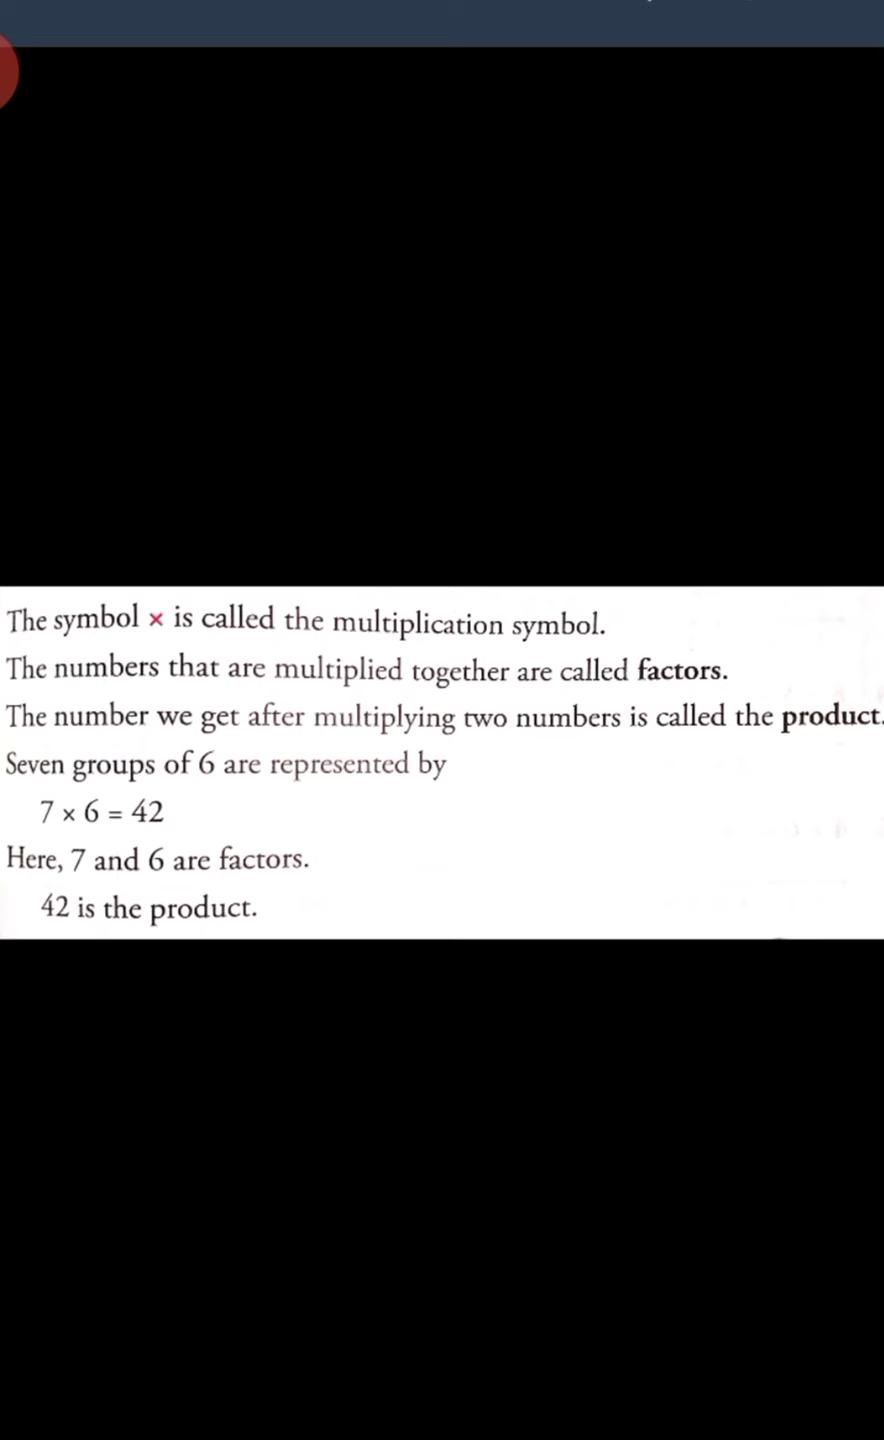 The symbol × is called the multiplication symbol.
The numbers that are multiplied together are called factors.
The number we get after multiplying two numbers is called the product.
Seven groups of 6 are represented by
7 × 6 = 42
Here, 7 and 6 are factors.
42 is the product.